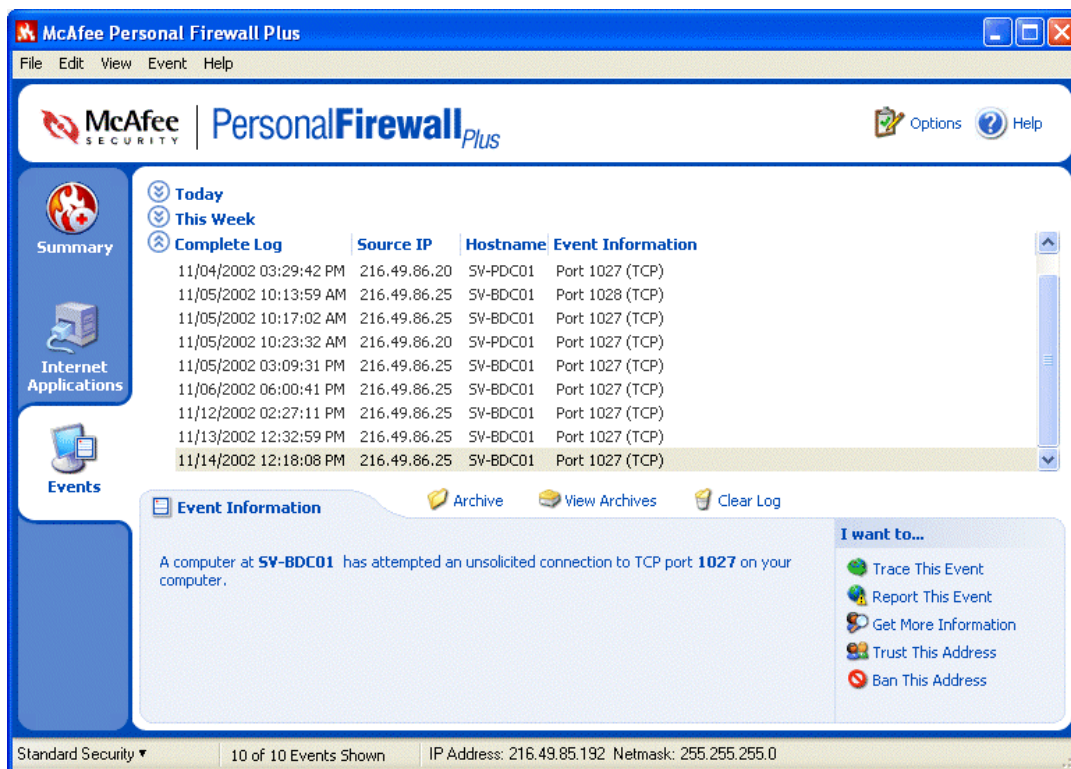 McAfee Personal Firewall Plus
File Edit View Event Help
McAfee SECURITY PersonalFirewall Plus
Options Help
Summary
Internet Applications
Events
Today
This Week
Complete Log Source IP Hostname Event Information
11/04/2002 03:29:42 PM 216.49.86.20 SV-PDC01 Port 1027 (TCP)
11/05/2002 10:13:59 AM 216.49.86.25 SV-BDC01 Port 1028 (TCP)
11/05/2002 10:17:02 AM 216.49.86.25 SV-BDC01 Port 1027 (TCP)
11/05/2002 10:23:32 AM 216.49.86.20 SV-PDC01 Port 1027 (TCP)
11/05/2002 03:09:31 PM 216.49.86.25 SV-BDC01 Port 1027 (TCP)
11/06/2002 06:00:41 PM 216.49.86.25 SV-BDC01 Port 1027 (TCP)
11/12/2002 02:27:11 PM 216.49.86.25 SV-BDC01 Port 1027 (TCP)
11/13/2002 12:32:59 PM 216.49.86.25 SV-BDC01 Port 1027 (TCP)
11/14/2002 12:18:08 PM 216.49.86.25 SV-BDC01 Port 1027 (TCP)
Event Information
Archive View Archives Clear Log
A computer at SV-BDC01 has attempted an unsolicited connection to TCP port 1027 on your
computer.
I want to...
Trace This Event
Report This Event
Get More Information
Trust This Address
Ban This Address
Standard Security 10 of 10 Events Shown IP Address: 216.49.85.192 Netmask: 255.255.255.0